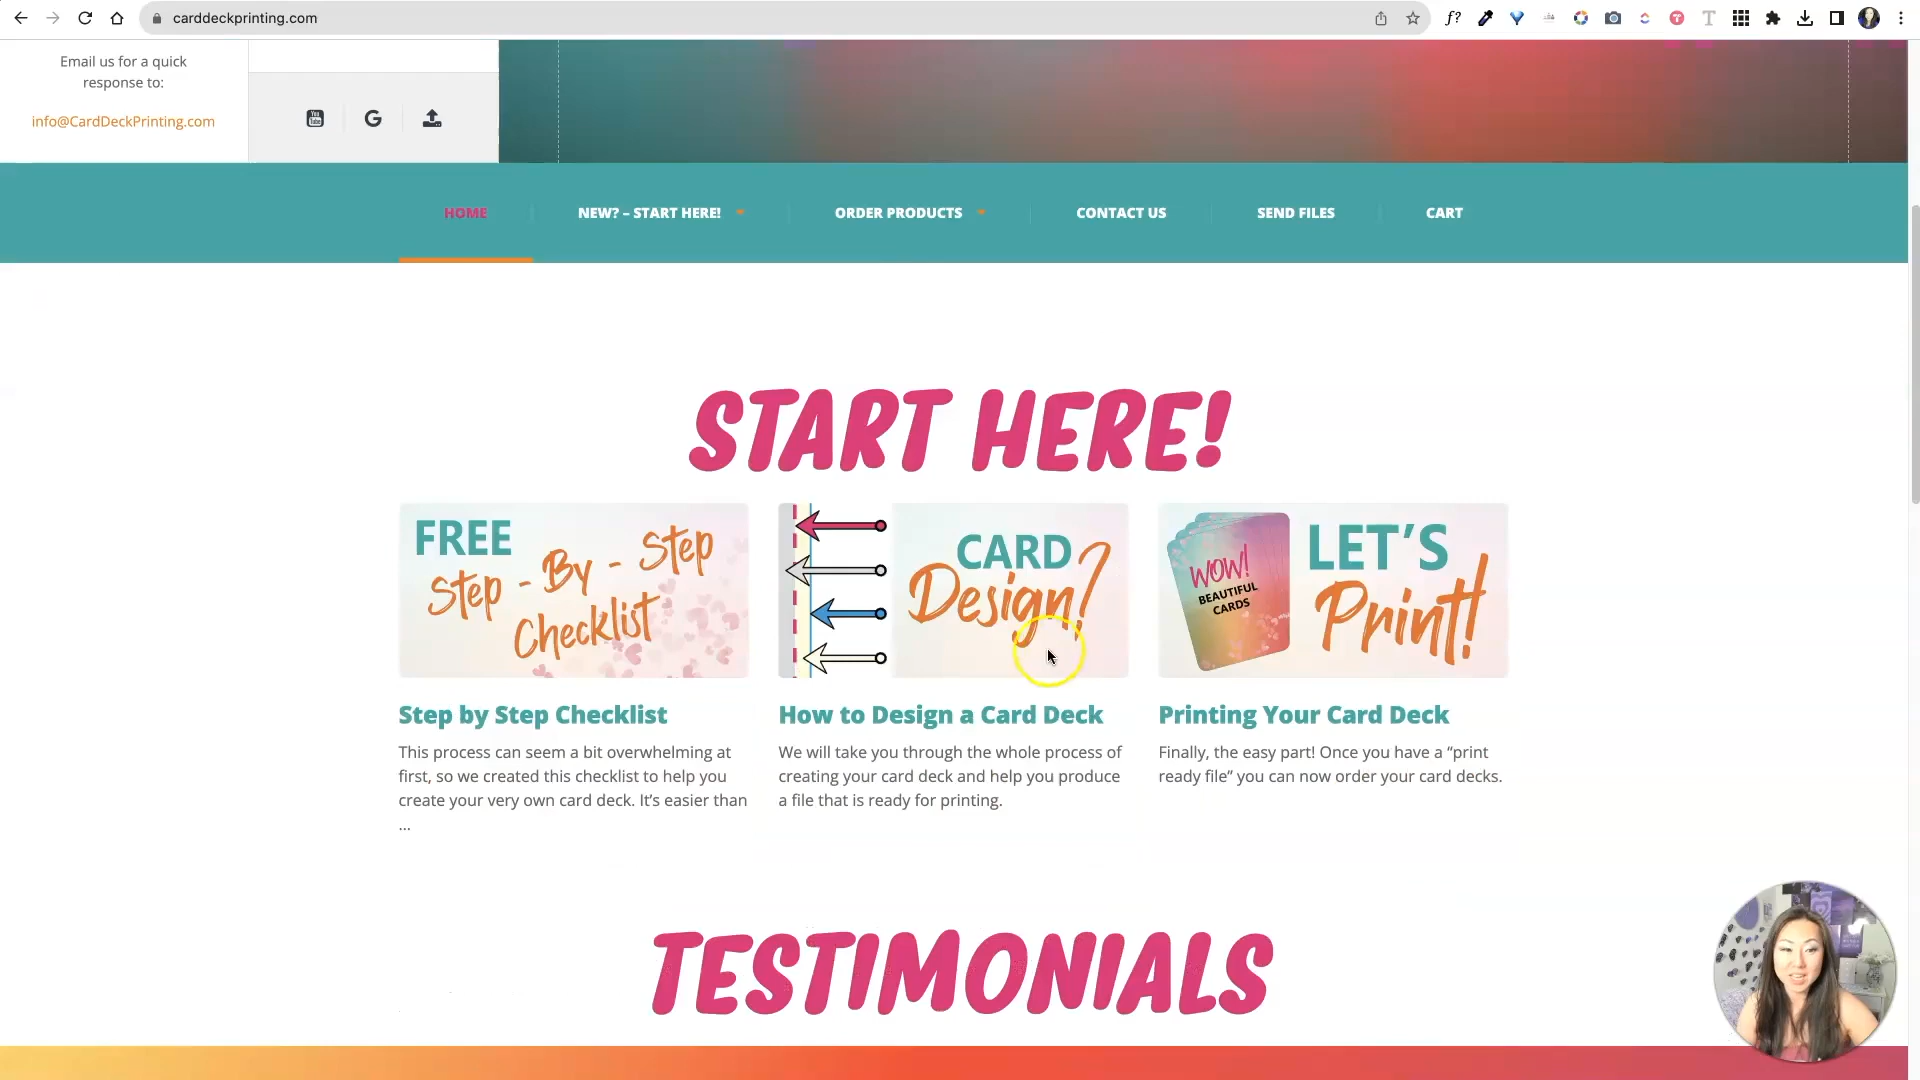 carddeckprinting.com
Email us for a quick
response to:
info@CardDeckPrinting.com
HOME
NEW? – START HERE!
ORDER PRODUCTS
CONTACT US
SEND FILES
CART
START HERE!
FREE
Step - By - Step
Checklist
CARD
Design?
WOW!
BEAUTIFUL
CARDS
LET'S
Print!
Step by Step Checklist
This process can seem a bit overwhelming at
first, so we created this checklist to help you
create your very own card deck. It's easier than
...
How to Design a Card Deck
We will take you through the whole process of
creating your card deck and help you produce
a file that is ready for printing.
Printing Your Card Deck
Finally, the easy part! Once you have a “print
ready file” you can now order your card decks.
TESTIMONIALS